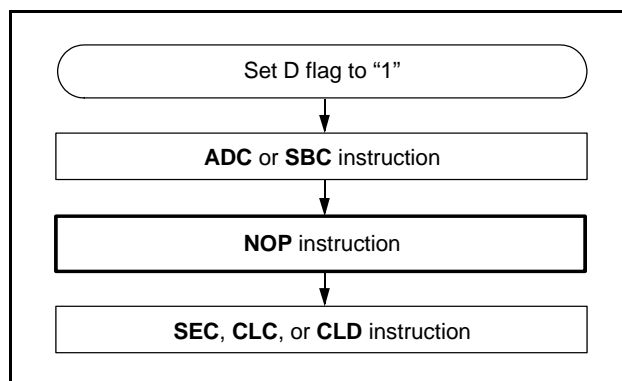 Set D flag to “1”
ADC or SBC instruction
NOP instruction
SEC, CLC, or CLD instruction